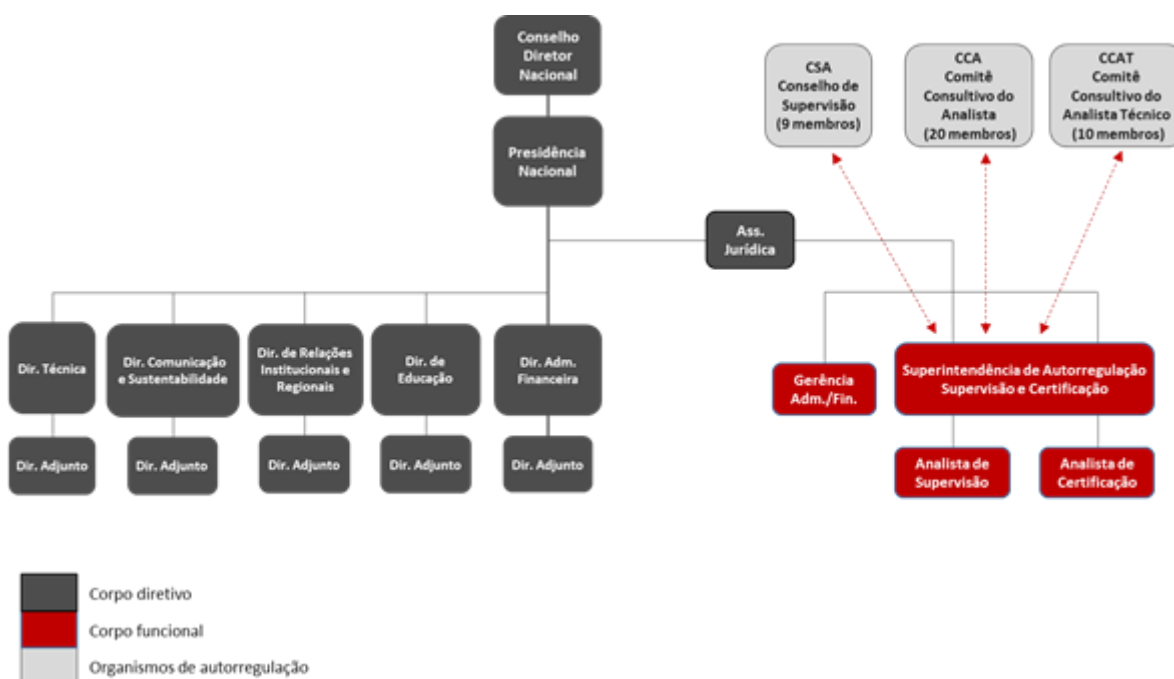 Conselho
Diretor
Nacional
Presidência
Nacional
CSA
Conselho de
Supervisão
(9 membros)
CCA
Comitê
Consultivo do
Analista
(20 membros)
CCAT
Comitê
Consultivo do
Analista Técnico
(10 membros)
Ass.
Jurídica
Dir. Técnica
Dir. Comunicação
e Sustentabilidade
Dir. de Relações
Institucionais e
Regionais
Dir. de
Educação
Dir. Adm.
Financeira
Gerência
Adm./Fin.
Superintendência de Autorregulação
Supervisão e Certificação
Dir. Adjunto
Dir. Adjunto
Dir. Adjunto
Dir. Adjunto
Dir. Adjunto
Analista de
Supervisão
Analista de
Certificação
Corpo diretivo
Corpo funcional
Organismos de autorregulação